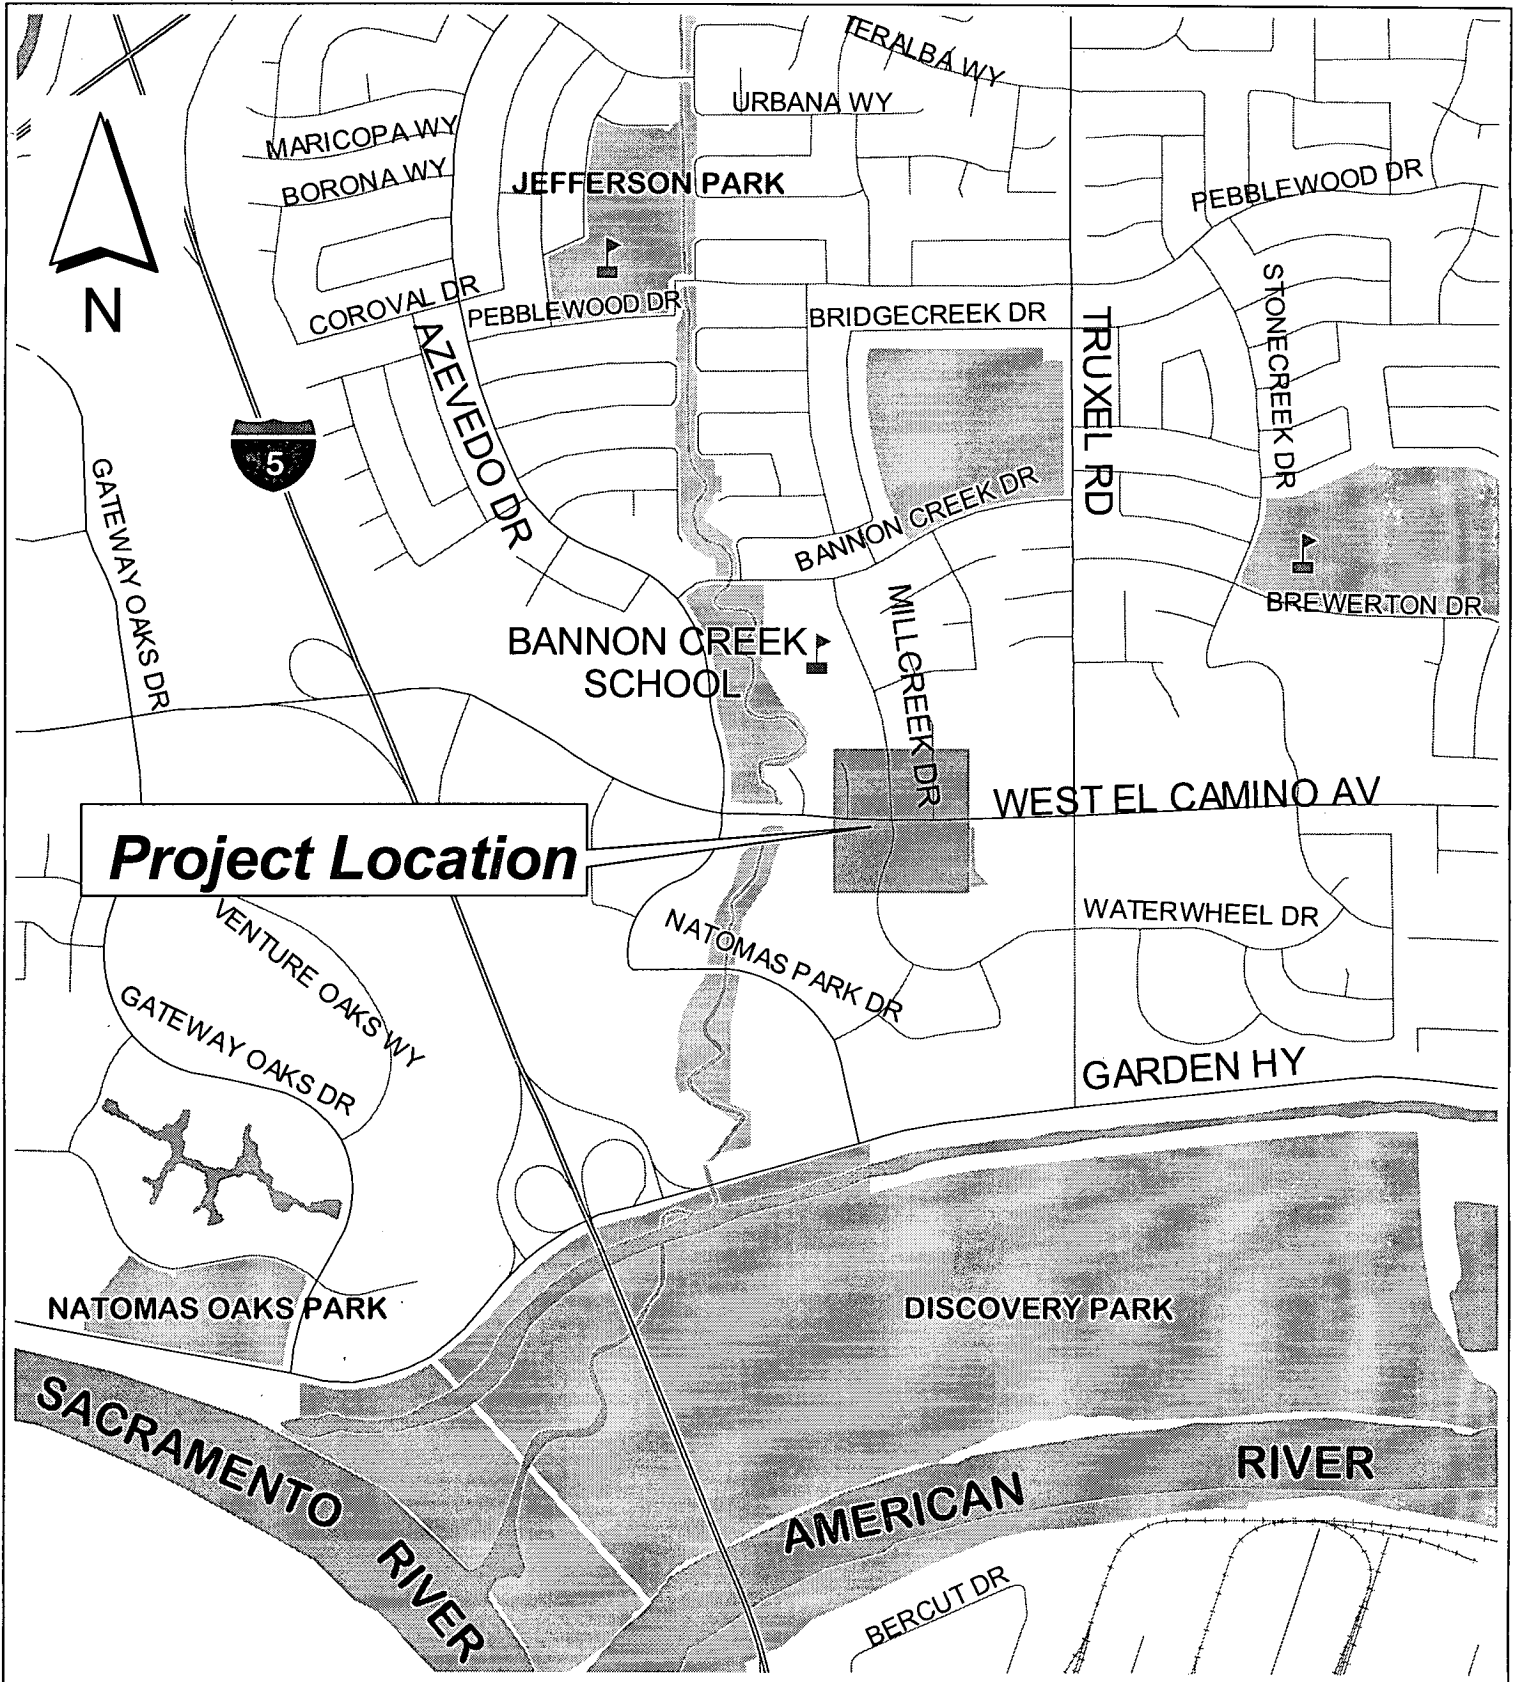 TERALBA WY
URBANA WY
MARICOPA WY
BORONA WY
JEFFERSON PARK
PEBBLEWOOD DR
N
COROVAL DR
PEBBLEWOOD DR
BRIDGECREEK DR
STONECREEK DR
TRUXEL RD
AZEVEDO DR
5
GATEWAY OAKS DR
BANNON CREEK DR
BREWERTON DR
BANNON CREEK
SCHOOL
MILLCREEK DR
WEST EL CAMINO AV
Project Location
WATERWHEEL DR
NATOMAS PARK DR
VENTURE OAKS WY
GATEWAY OAKS DR
GARDEN HY
NATOMAS OAKS PARK
DISCOVERY PARK
SACRAMENTO
RIVER
AMERICAN
RIVER
BERCUT DR